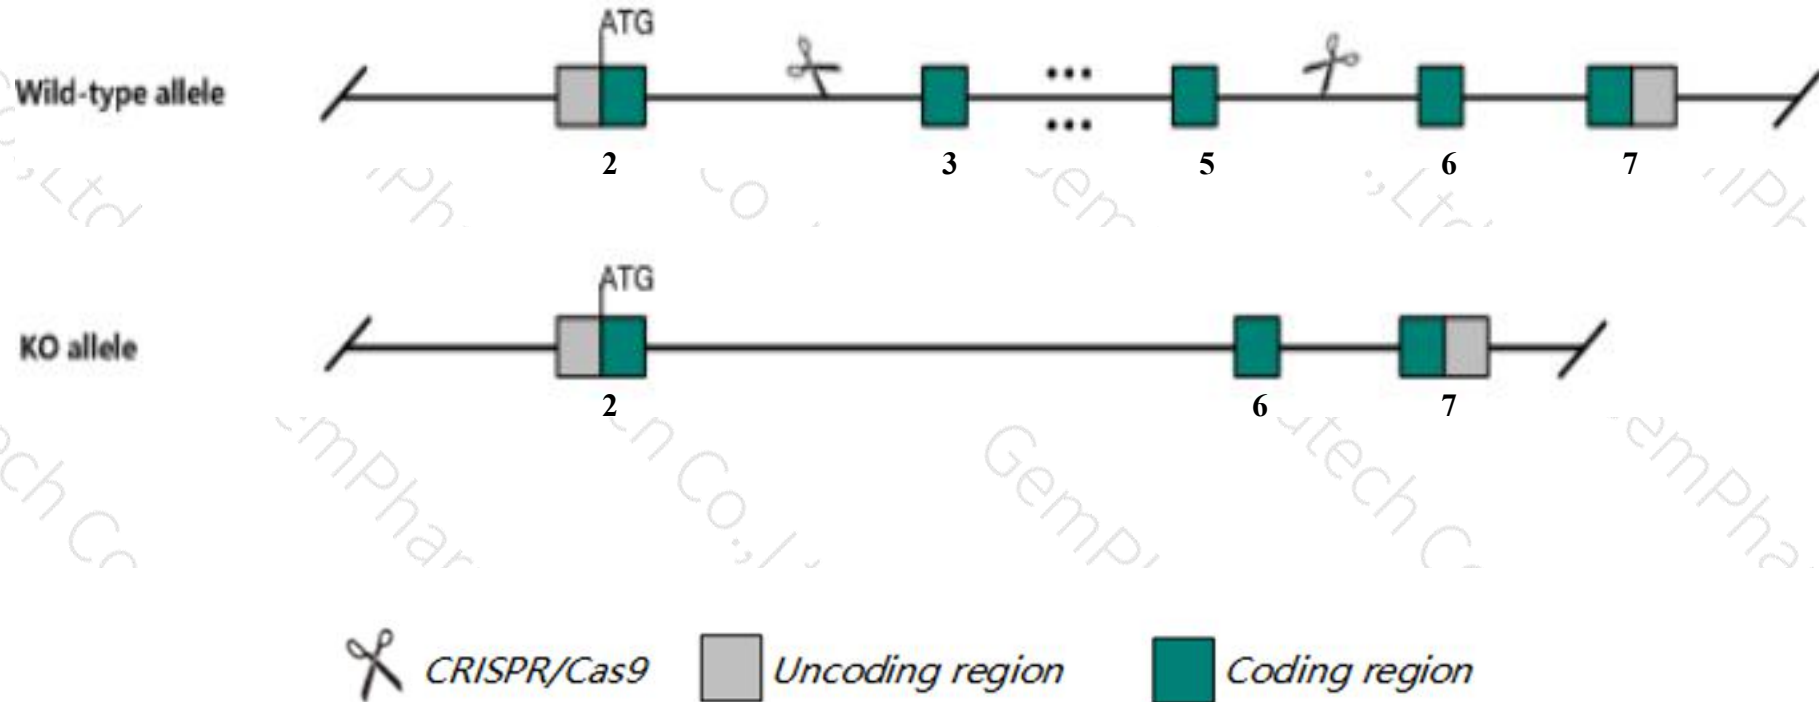 ATG
Wild-type allele
2 3 ... 5 6 7
ATG
KO allele
2 6 7
CRISPR/Cas9 Uncoding region Coding region
GemPh